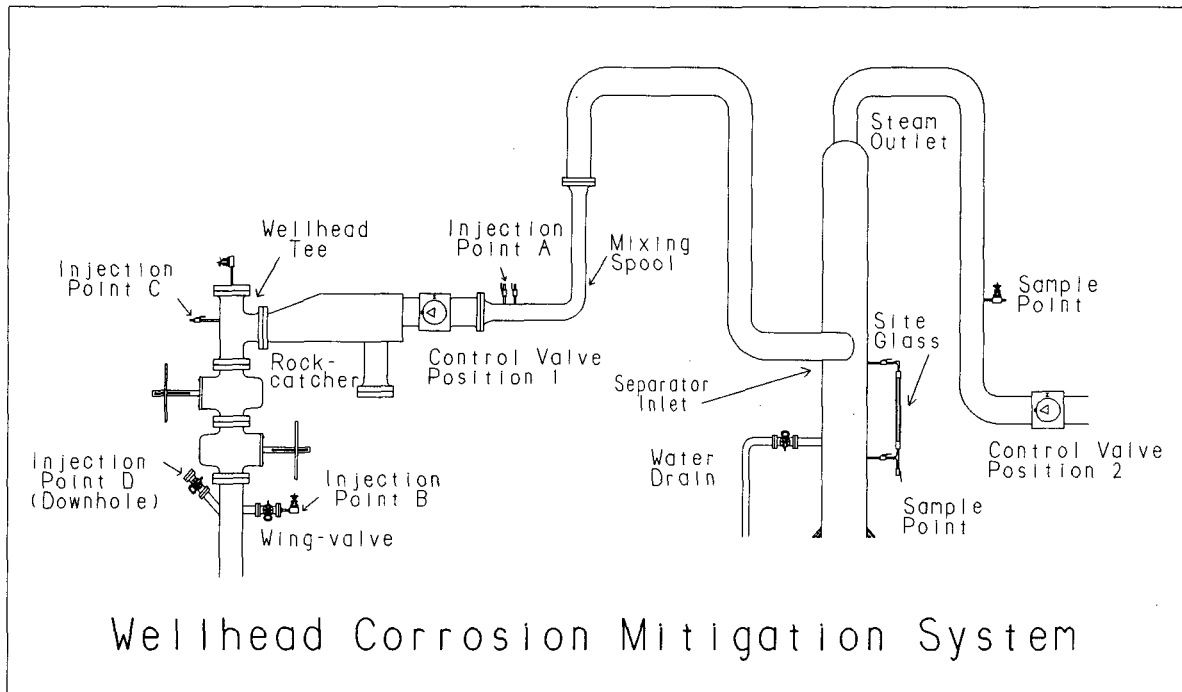 Steam
Outlet
Wellhead
Tee
Injection
Point A
Mixing
Spool
Injection
Point C
Sample
Point
Site
Glass
Rock-
catcher
Control Valve
Position 1
Separator
Inlet
Control Valve
Position 2
Water
Drain
Injection
Point D
(Downhole)
Injection
Point B
Sample
Point
Wing-valve
Wellhead Corrosion Mitigation System